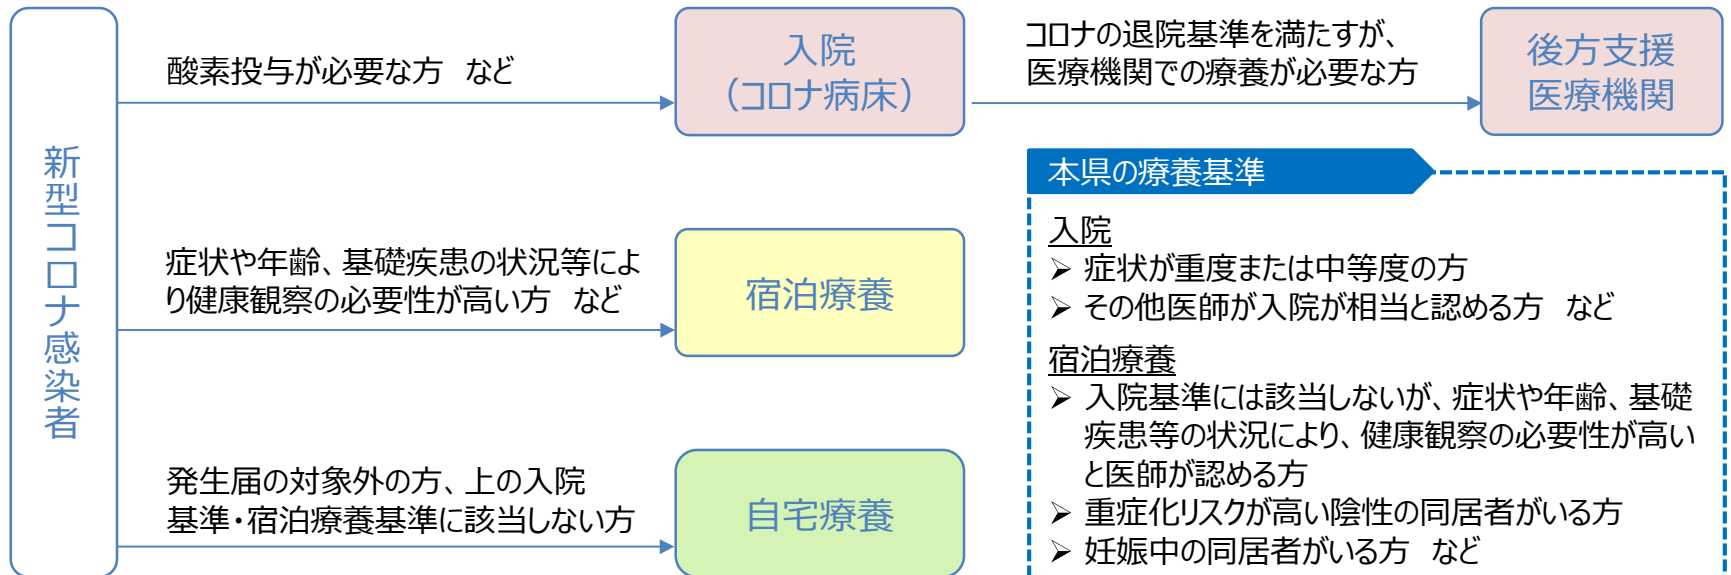 新型コロナ感染者
酸素投与が必要な方　など
入院
（コロナ病床）
コロナの退院基準を満たすが、
医療機関での療養が必要な方
後方支援
医療機関
症状や年齢、基礎疾患の状況等によ
り健康観察の必要性が高い方　など
宿泊療養
発生届の対象外の方、上の入院
基準・宿泊療養基準に該当しない方
自宅療養
本県の療養基準
入院
➢ 症状が重度または中等度の方
➢ その他医師が入院が相当と認める方　など
宿泊療養
➢ 入院基準には該当しないが、症状や年齢、基礎
疾患等の状況により、健康観察の必要性が高い
と医師が認める方
➢ 重症化リスクが高い陰性の同居者がいる方
➢ 妊娠中の同居者がいる方　など